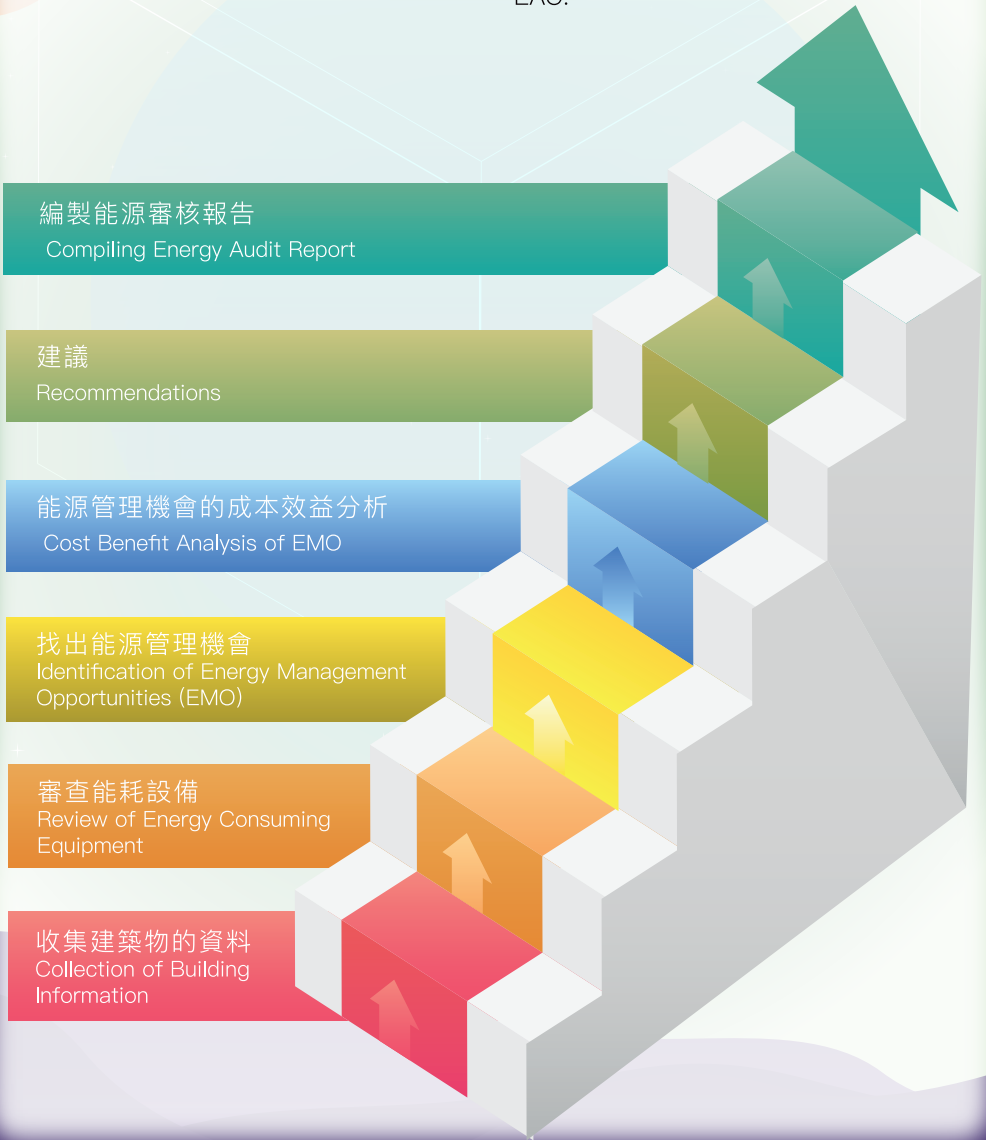 EAC.
編製能源審核報告
Compiling Energy Audit Report
建議
Recommendations
能源管理機會的成本效益分析
Cost Benefit Analysis of EMO
找出能源管理機會
Identification of Energy Management
Opportunities (EMO)
審查能耗設備
Review of Energy Consuming
Equipment
收集建築物的資料
Collection of Building
Information